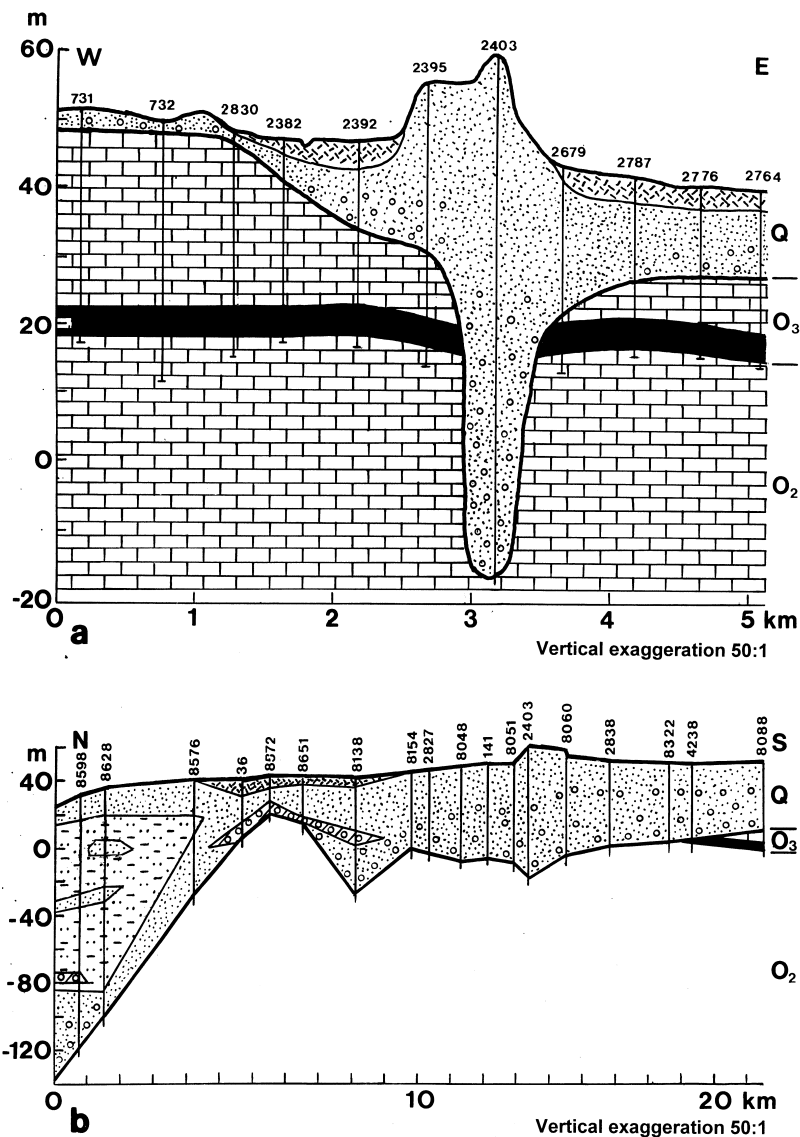 m
60
W
E
2403
2395
731
732
2830
2382
2392
2679
2787
2776
2764
40
Q
20
O3
0
O2
-20
0 1 2 3 4 5 km
a
Vertical exaggeration 50:1
m
N
S
8598
8628
8576
36
8572
8651
8138
8154
2827
8048
141
8051
2403
8060
2838
8322
4238
8088
40
Q
0
O3
-40
-80
O2
-120
0 10 20 km
b
Vertical exaggeration 50:1